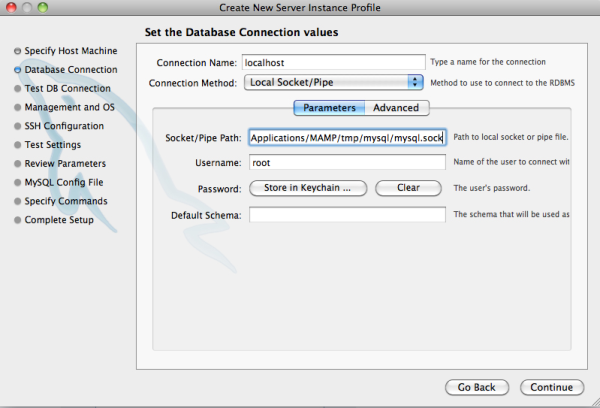 Create New Server Instance Profile
Set the Database Connection values
Specify Host Machine
Database Connection
Test DB Connection
Management and OS
SSH Configuration
Test Settings
Review Parameters
MySQL Config File
Specify Commands
Complete Setup
Connection Name: localhost Type a name for the connection
Connection Method: Local Socket/Pipe Method to use to connect to the RDBMS
Parameters Advanced
Socket/Pipe Path: Applications/MAMP/tmp/mysql/mysql.sock Path to local socket or pipe file.
Username: root Name of the user to connect wit
Password: Store in Keychain ... Clear The user's password.
Default Schema: The schema that will be used as
Go Back Continue